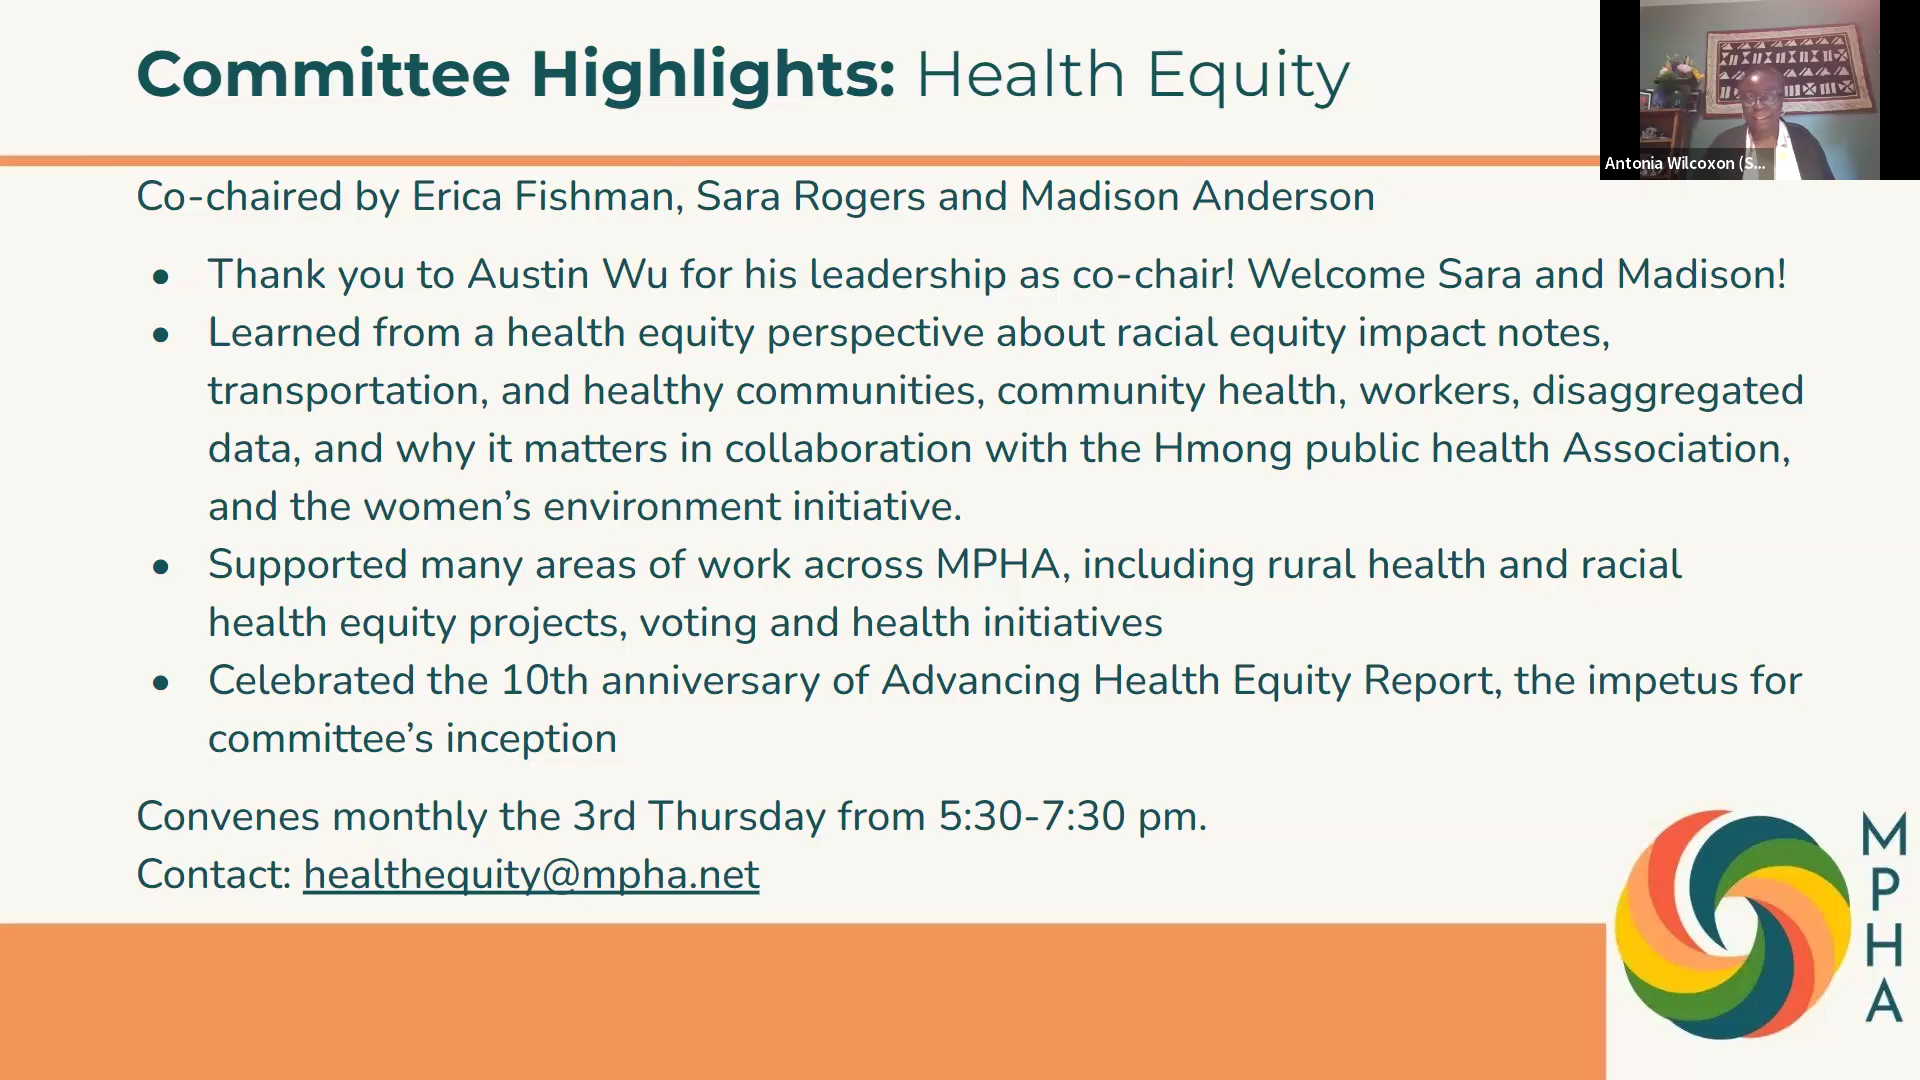 Committee Highlights: Health Equity
Antonia Wilcoxon (S...
Co-chaired by Erica Fishman, Sara Rogers and Madison Anderson
● Thank you to Austin Wu for his leadership as co-chair! Welcome Sara and Madison!
● Learned from a health equity perspective about racial equity impact notes,
transportation, and healthy communities, community health, workers, disaggregated
data, and why it matters in collaboration with the Hmong public health Association,
and the women’s environment initiative.
● Supported many areas of work across MPHA, including rural health and racial
health equity projects, voting and health initiatives
● Celebrated the 10th anniversary of Advancing Health Equity Report, the impetus for
committee’s inception
Convenes monthly the 3rd Thursday from 5:30-7:30 pm.
Contact: healthequity@mpha.net
MPHA